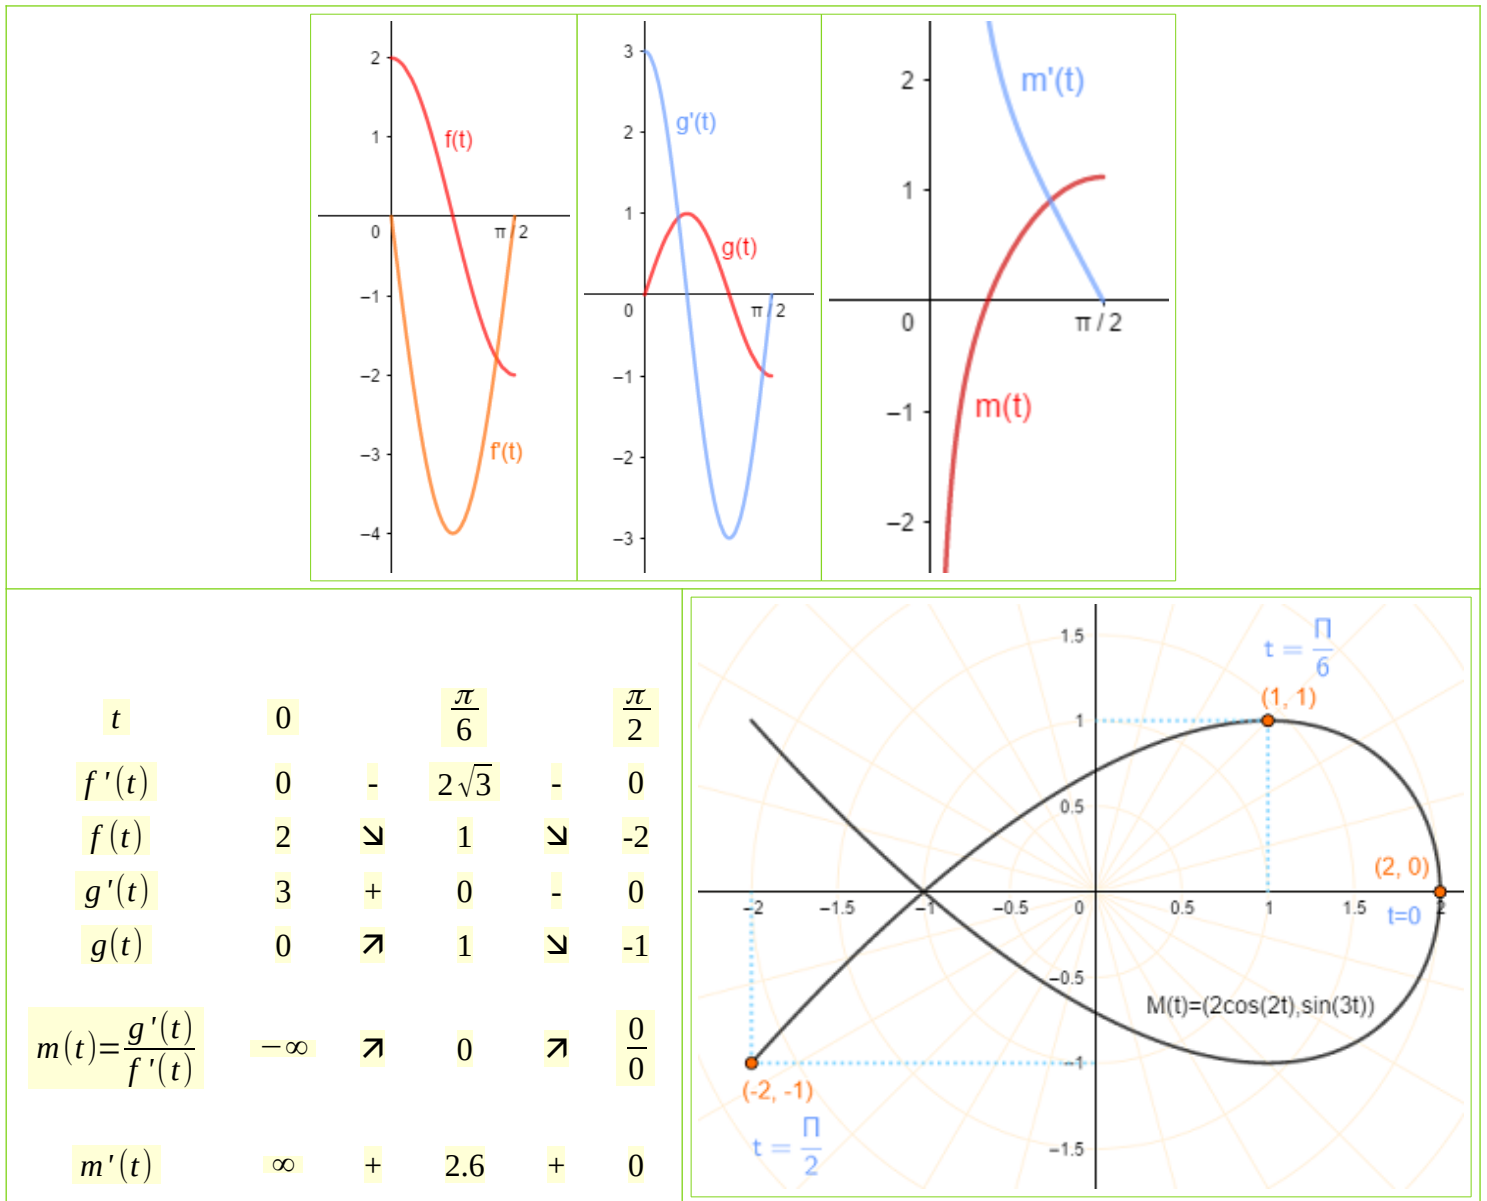 2
1
0
−1
−2
−3
−4
f(t)
f'(t)
π / 2
3
2
1
0
−1
−2
−3
g'(t)
g(t)
π / 2
2
1
0
−1
−2
m'(t)
m(t)
π / 2
t 0 π/6 π/2
f '(t) 0 - 2√3 - 0
f (t) 2 ↘ 1 ↘ -2
g '(t) 3 + 0 - 0
g(t) 0 ↗ 1 ↘ -1
m(t)=g '(t)/f '(t) −∞ ↗ 0 ↗ 0/0
m '(t) ∞ + 2.6 + 0
1.5
t = Π/6
(1, 1)
1
0.5
(2, 0)
−2 −1.5 −1 −0.5 0 0.5 1 1.5 2
t=0
−0.5
M(t)=(2cos(2t),sin(3t))
−1
(-2, -1)
t = Π/2
−1.5